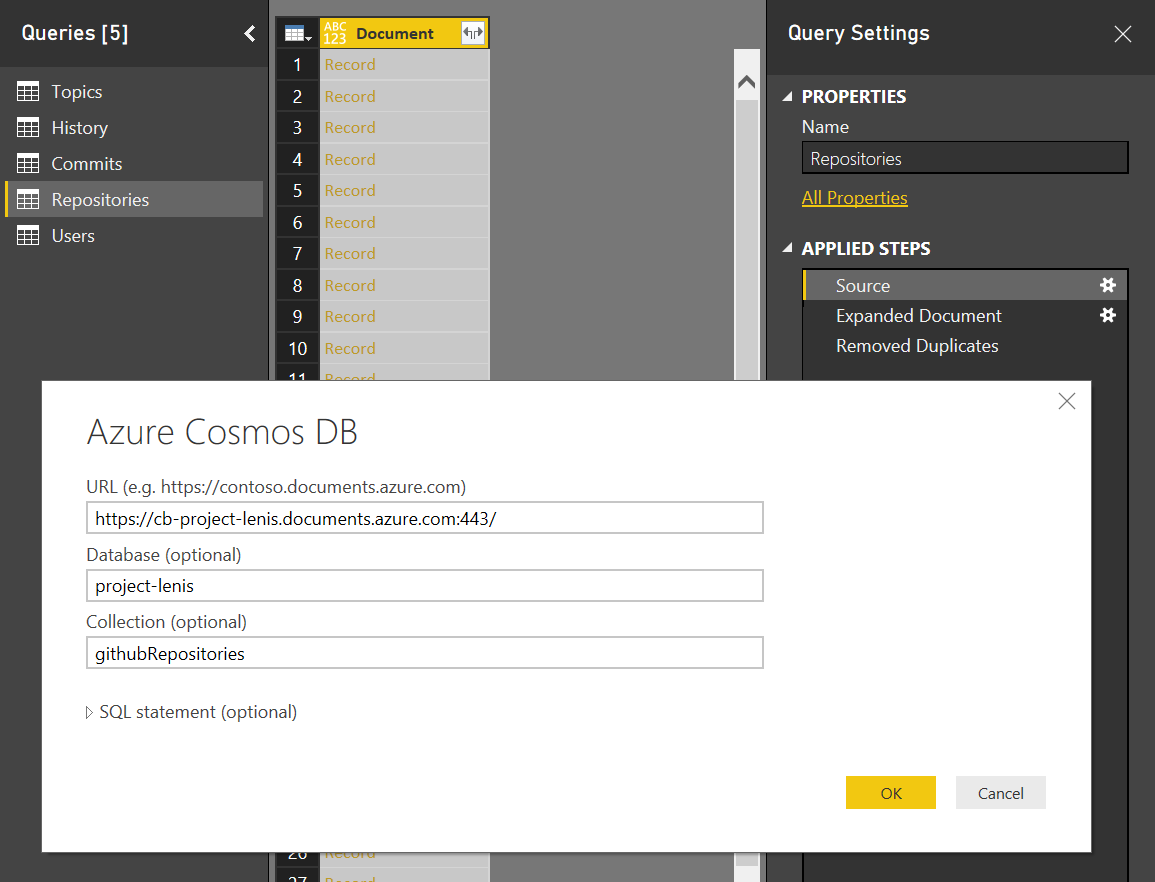 Queries [5]
Topics
History
Commits
Repositories
Users
ABC
123
Document
1 Record
2 Record
3 Record
4 Record
5 Record
6 Record
7 Record
8 Record
9 Record
10 Record
11 Record
26 Record
27 Record
Query Settings
PROPERTIES
Name
Repositories
All Properties
APPLIED STEPS
Source
Expanded Document
Removed Duplicates
Azure Cosmos DB
URL (e.g. https://contoso.documents.azure.com)
https://cb-project-lenis.documents.azure.com:443/
Database (optional)
project-lenis
Collection (optional)
githubRepositories
SQL statement (optional)
OK
Cancel